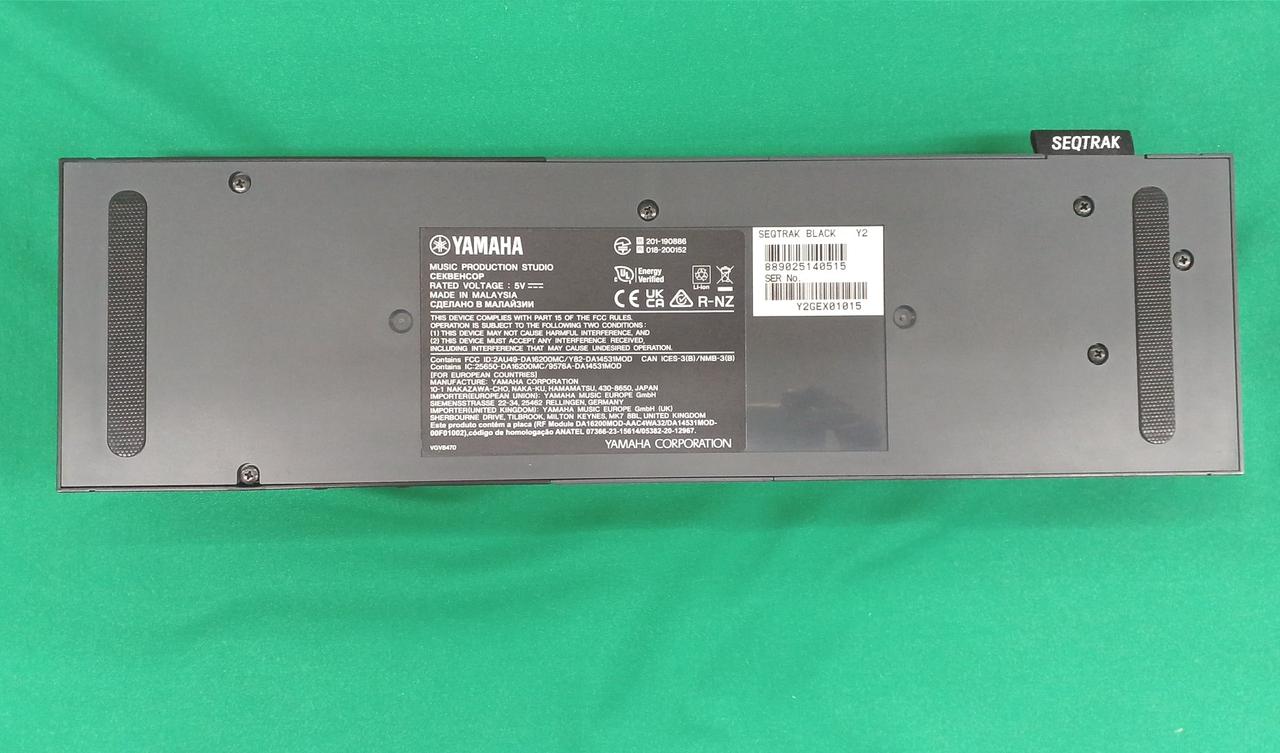 SEQTRAK
YAMAHA
MUSIC PRODUCTION STUDIO
СЕКВЕНСОР
RATED VOLTAGE : 5V
MADE IN MALAYSIA
СДЕЛАНО В МАЛАЙЗИИ
201-190886
018-200152
UL Energy
Verified
Li-ion
CE UK
CA R-NZ
THIS DEVICE COMPLIES WITH PART 15 OF THE FCC RULES.
OPERATION IS SUBJECT TO THE FOLLOWING TWO CONDITIONS :
(1) THIS DEVICE MAY NOT CAUSE HARMFUL INTERFERENCE, AND
(2) THIS DEVICE MUST ACCEPT ANY INTERFERENCE RECEIVED,
INCLUDING INTERFERENCE THAT MAY CAUSE UNDESIRED OPERATION.
Contains FCC ID:2AU49-DA16200MC/YB2-DA14531MOD CAN ICES-3(B)/NMB-3(B)
Contains IC:25650-DA16200MC/9576A-DA14531MOD
[FOR EUROPEAN COUNTRIES]
MANUFACTURE: YAMAHA CORPORATION
10-1 NAKAZAWA-CHO, NAKA-KU, HAMAMATSU, 430-8650, JAPAN
IMPORTER(EUROPEAN UNION): YAMAHA MUSIC EUROPE GmbH
SIEMENSSTRASSE 22-34, 25462 RELLINGEN, GERMANY
IMPORTER(UNITED KINGDOM): YAMAHA MUSIC EUROPE GmbH (UK)
SHERBOURNE DRIVE, TILBROOK, MILTON KEYNES, MK7 8BL, UNITED KINGDOM
Este produto contém a placa (RF Module DA16200MOD-AAC4WA32/DA14531MOD-
00F01002),código de homologação ANATEL 07366-23-15614/05382-20-12967.
VGV8470 YAMAHA CORPORATION
SEQTRAK BLACK Y2
889025140515
SER No.
Y2GEX01015